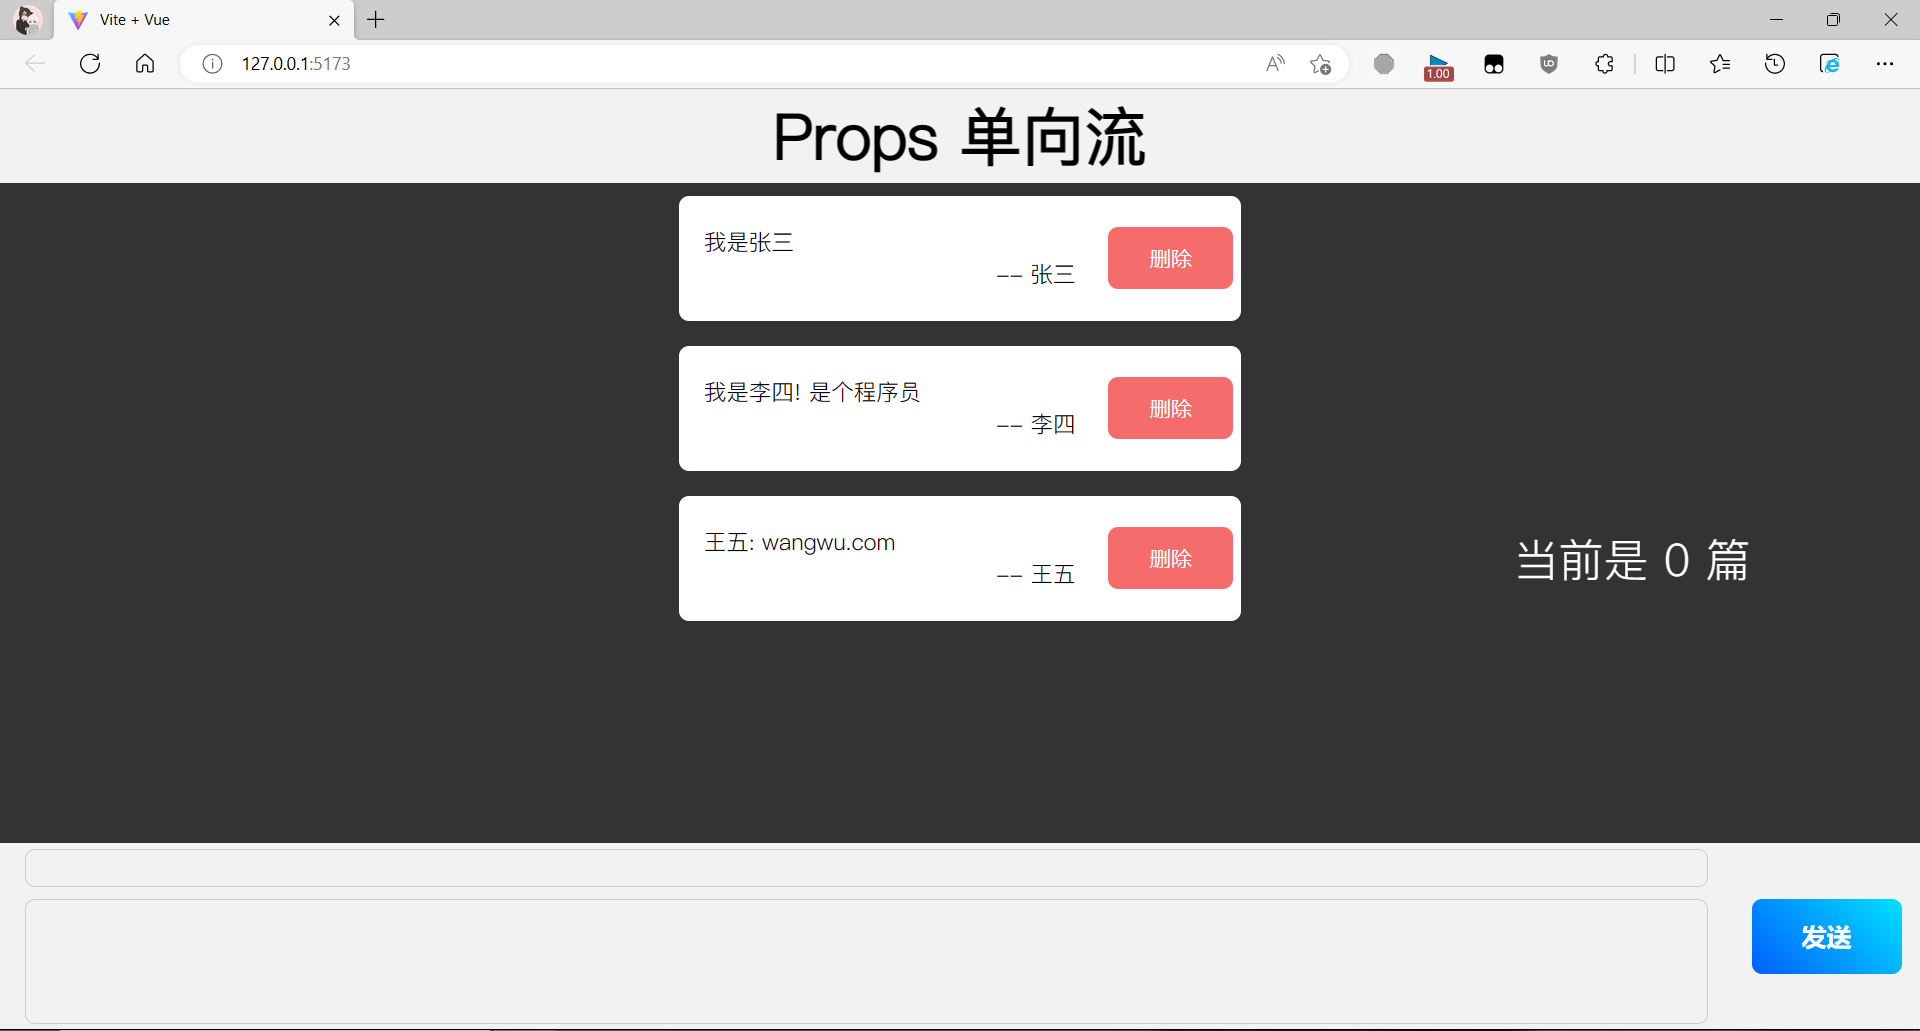 Vite + Vue
127.0.0.1:5173
1.00
Props 单向流
我是张三
-- 张三
删除
我是李四! 是个程序员
-- 李四
删除
王五: wangwu.com
-- 王五
删除
当前是 0 篇
发送